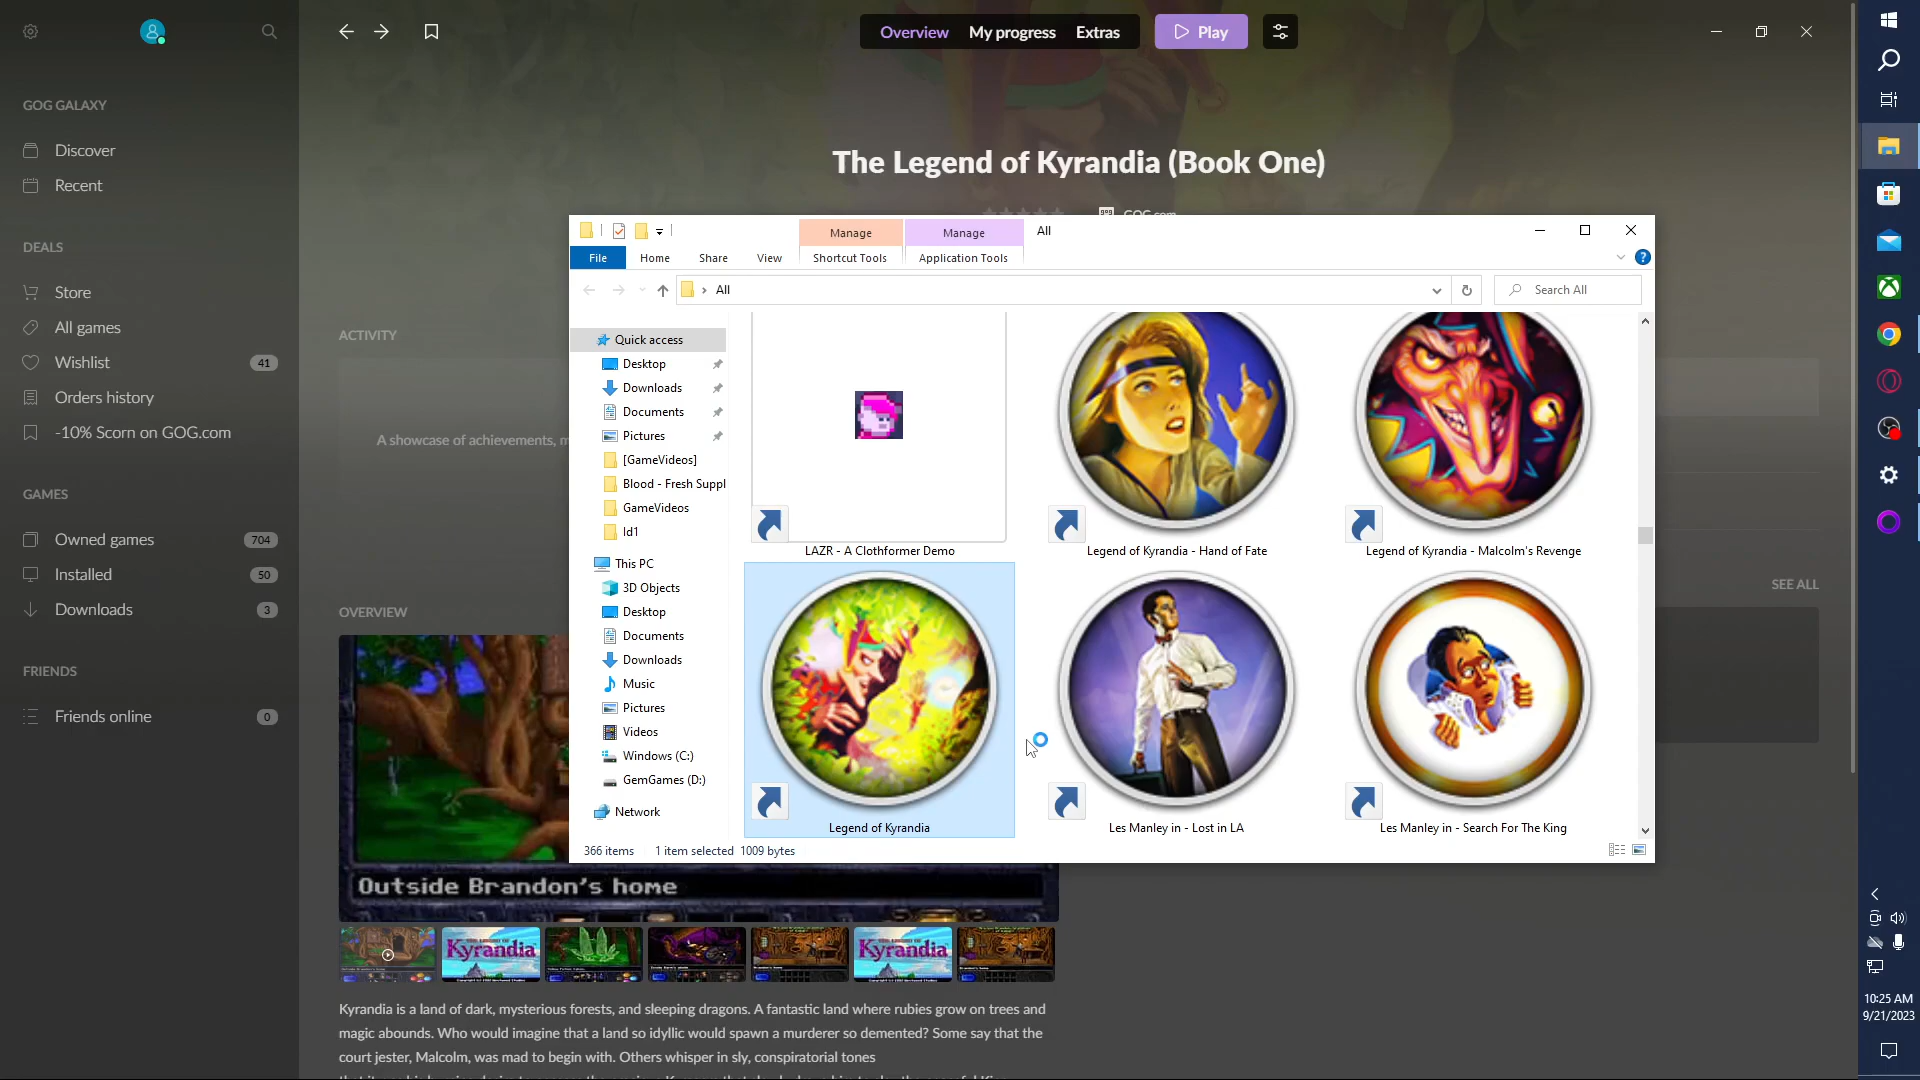 Overview
My progress
Extras
Play
GOG GALAXY
Discover
Recent
DEALS
Store
All games
Wishlist 41
Orders history
-10% Scorn on GOG.com
GAMES
Owned games 704
Installed 50
Downloads 3
FRIENDS
Friends online 0
The Legend of Kyrandia (Book One)
GOG.com
ACTIVITY
A showcase of achievements, m
SEE ALL
OVERVIEW
Manage
Manage
All
File
Home
Share
View
Shortcut Tools
Application Tools
All
Search All
Quick access
Desktop
Downloads
Documents
Pictures
[GameVideos]
Blood - Fresh Suppl
GameVideos
Id1
This PC
3D Objects
Desktop
Documents
Downloads
Music
Pictures
Videos
Windows (C:)
GemGames (D:)
Network
LAZR - A Clothformer Demo
Legend of Kyrandia - Hand of Fate
Legend of Kyrandia - Malcolm's Revenge
Legend of Kyrandia
Les Manley in - Lost in LA
Les Manley in - Search For The King
366 items
1 item selected 1009 bytes
Outside Brandon's home
Kyrandia
Kyrandia
Kyrandia is a land of dark, mysterious forests, and sleeping dragons. A fantastic land where rubies grow on trees and
magic abounds. Who would imagine that a land so idyllic would spawn a murderer so demented? Some say that the
court jester, Malcolm, was mad to begin with. Others whisper in sly, conspiratorial tones
10:25 AM
9/21/2023